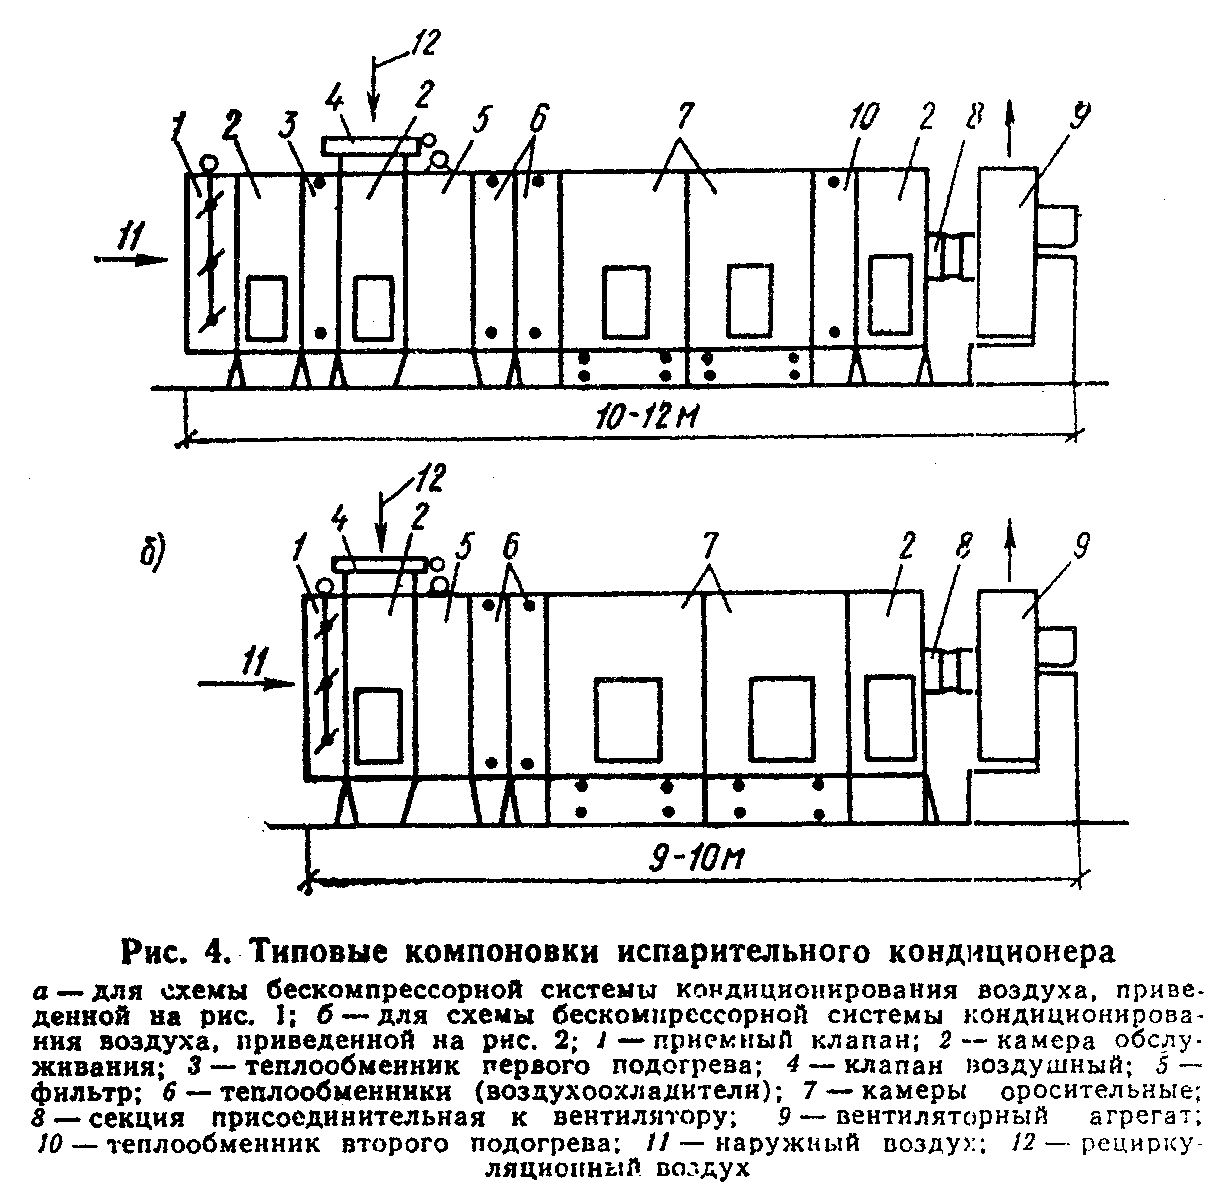 12
4 2
1 2 3 5 6 7 10 2 8 9
11
10-12м
12
4 2
б) 1 5 6 7 2 8 9
11
9-10м
Рис. 4. Типовые компоновки испарительного кондиционера
а — для схемы бескомпрессорной системы кондиционирования воздуха, приве-
денной на рис. 1; б — для схемы бескомпрессорной системы кондиционирова-
ния воздуха, приведенной на рис. 2; 1 — приемный клапан; 2 — камера обслу-
живания; 3 — теплообменник первого подогрева; 4 — клапан воздушный; 5 —
фильтр; 6 — теплообменники (воздухоохладители); 7 — камеры оросительные;
8 — секция присоединительная к вентилятору; 9 — вентиляторный агрегат;
10 — теплообменник второго подогрева; 11 — наружный воздух; 12 — рецирку-
ляционный воздух